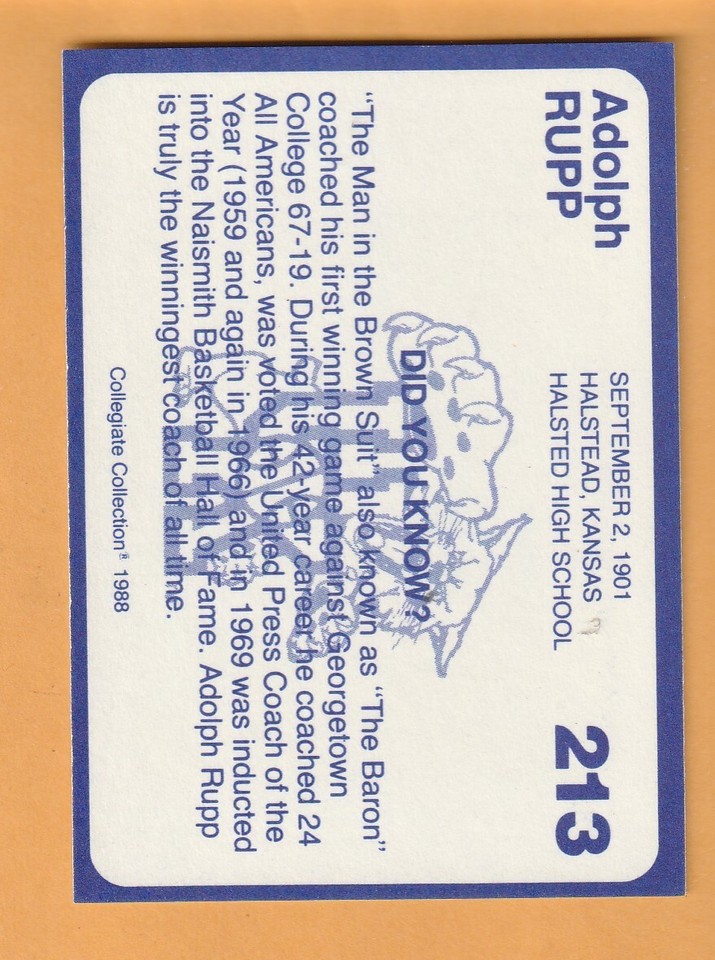 Adolph
RUPP
SEPTEMBER 2, 1901
HALSTEAD, KANSAS
HALSTED HIGH SCHOOL
213
DID YOU KNOW?
"The Man in the Brown Suit" also known as "The Baron"
coached his first winning game against Georgetown
College 67-19. During his 42-year career he coached 24
All Americans, was voted the United Press Coach of the
Year (1959 and again in 1966) and in 1969 was inducted
into the Naismith Basketball Hall of Fame. Adolph Rupp
is truly the winningest coach of all time.
Collegiate Collection® 1988